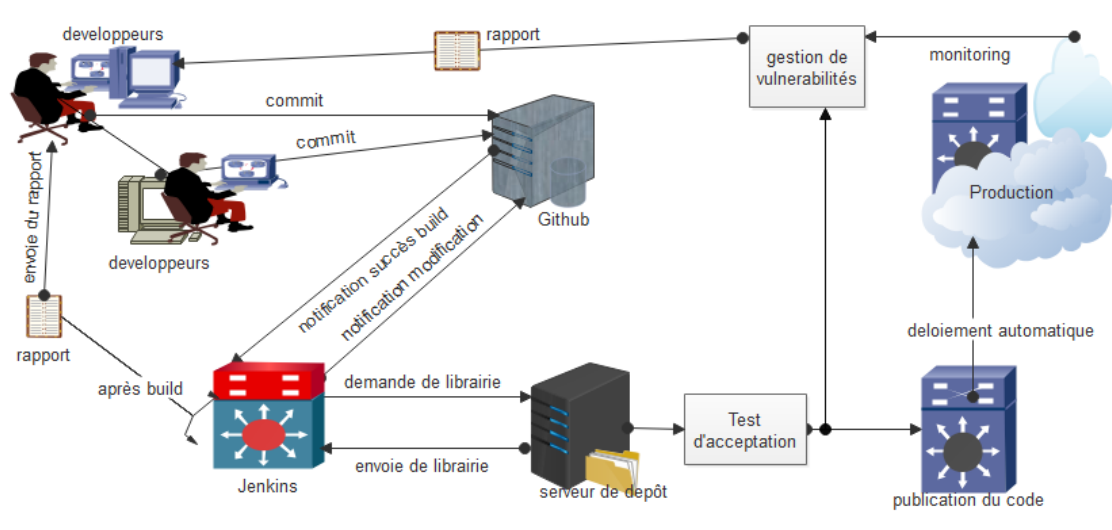 developpeurs
rapport
gestion de
vulnerabilités
monitoring
commit
commit
envoie du rapport
Production
Github
developpeurs
notification succès build
notification modification
rapport
deloiement automatique
après build
demande de librairie
Test
d'acceptation
envoie de librairie
Jenkins
serveur de depôt
publication du code